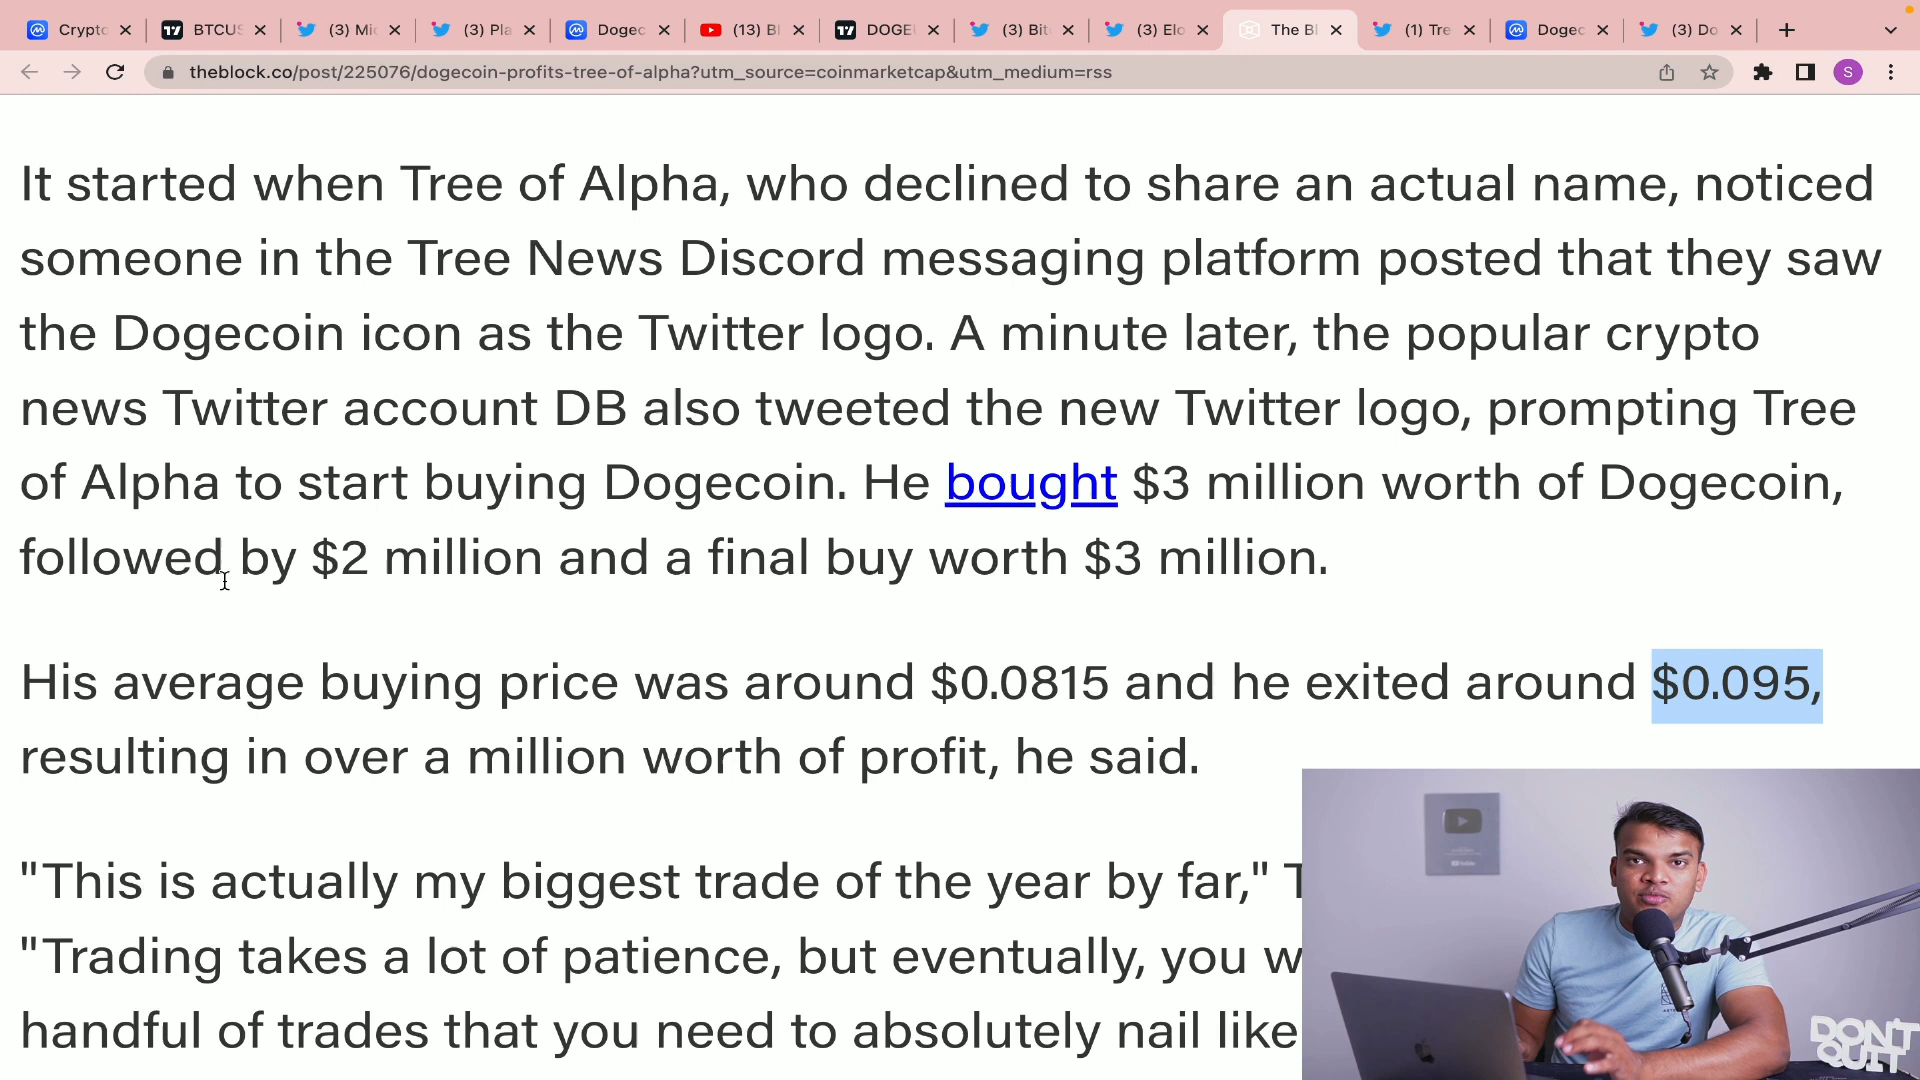 Crypto
BTCUS
(3) Mi
(3) Pla
Dogec
(13) B
DOGE
(3) Bit
(3) Elo
The Bl
(1) Tre
Dogec
(3) Do
theblock.co/post/225076/dogecoin-profits-tree-of-alpha?utm_source=coinmarketcap&utm_medium=rss
S
It started when Tree of Alpha, who declined to share an actual name, noticed
someone in the Tree News Discord messaging platform posted that they saw
the Dogecoin icon as the Twitter logo. A minute later, the popular crypto
news Twitter account DB also tweeted the new Twitter logo, prompting Tree
of Alpha to start buying Dogecoin. He bought $3 million worth of Dogecoin,
followed by $2 million and a final buy worth $3 million.
His average buying price was around $0.0815 and he exited around $0.095,
resulting in over a million worth of profit, he said.
"This is actually my biggest trade of the year by far," T
"Trading takes a lot of patience, but eventually, you w
handful of trades that you need to absolutely nail like
DON'T
QUIT